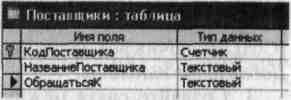 Поставщики : таблица
Имя поля Тип данных
КодПоставщика Счетчик
НазваниеПоставщика Текстовый
ОбращатьсяК Текстовый